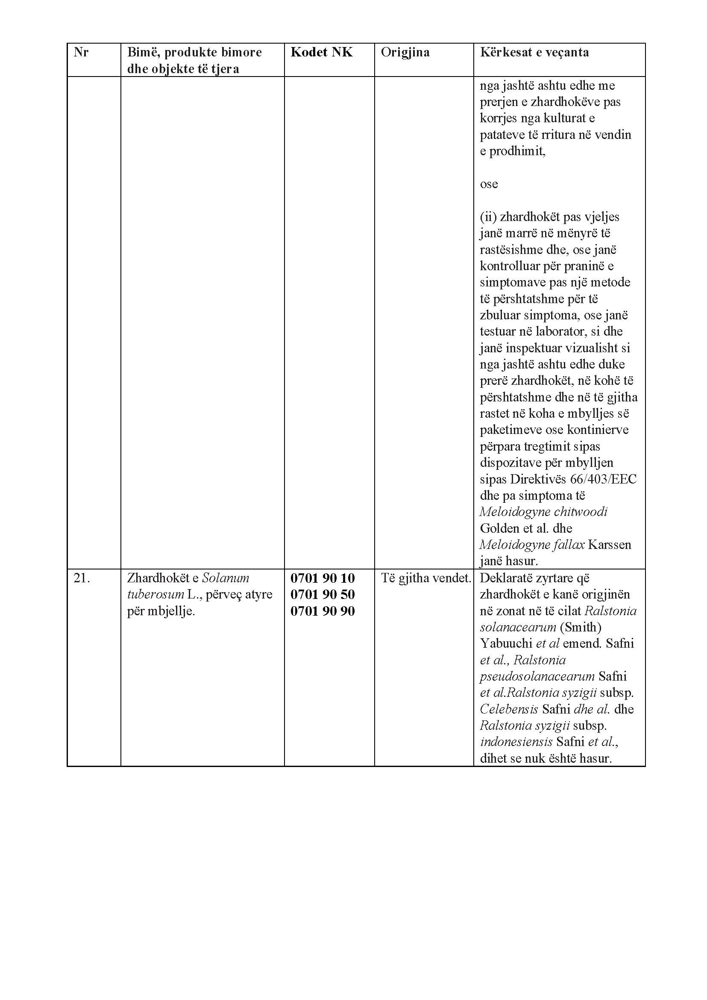 Nr
Bimë, produkte bimore
dhe objekte të tjera
Kodet NK
Origjina
Kërkesat e veçanta
nga jashtë ashtu edhe me
prerjen e zhardhokëve pas
korrjes nga kulturat e
patateve të rritura në vendin
e prodhimit,
ose
(ii) zhardhokët pas vjeljes
janë marrë në mënyrë të
rastësishme dhe, ose janë
kontrolluar për praninë e
simptomave pas një metode
të përshtatshme për të
zbuluar simptoma, ose janë
testuar në laborator, si dhe
janë inspektuar vizualisht si
nga jashtë ashtu edhe duke
prerë zhardhokët, në kohë të
përshtatshme dhe në të gjitha
rastet në koha e mbylljes së
paketimeve ose kontinierve
përpara tregtimit sipas
dispozitave për mbylljen
sipas Direktivës 66/403/EEC
dhe pa simptoma të
Meloidogyne chitwoodi
Golden et al. dhe
Meloidogyne fallax Karssen
janë hasur.
21.
Zhardhokët e Solanum
tuberosum L., përveç atyre
për mbjellje.
0701 90 10
0701 90 50
0701 90 90
Të gjitha vendet.
Deklaratë zyrtare që
zhardhokët e kanë origjinën
në zonat në të cilat Ralstonia
solanacearum (Smith)
Yabuuchi et al emend. Safni
et al., Ralstonia
pseudosolanacearum Safni
et al.Ralstonia syzigii subsp.
Celebensis Safni dhe al. dhe
Ralstonia syzigii subsp.
indonesiensis Safni et al.,
dihet se nuk është hasur.